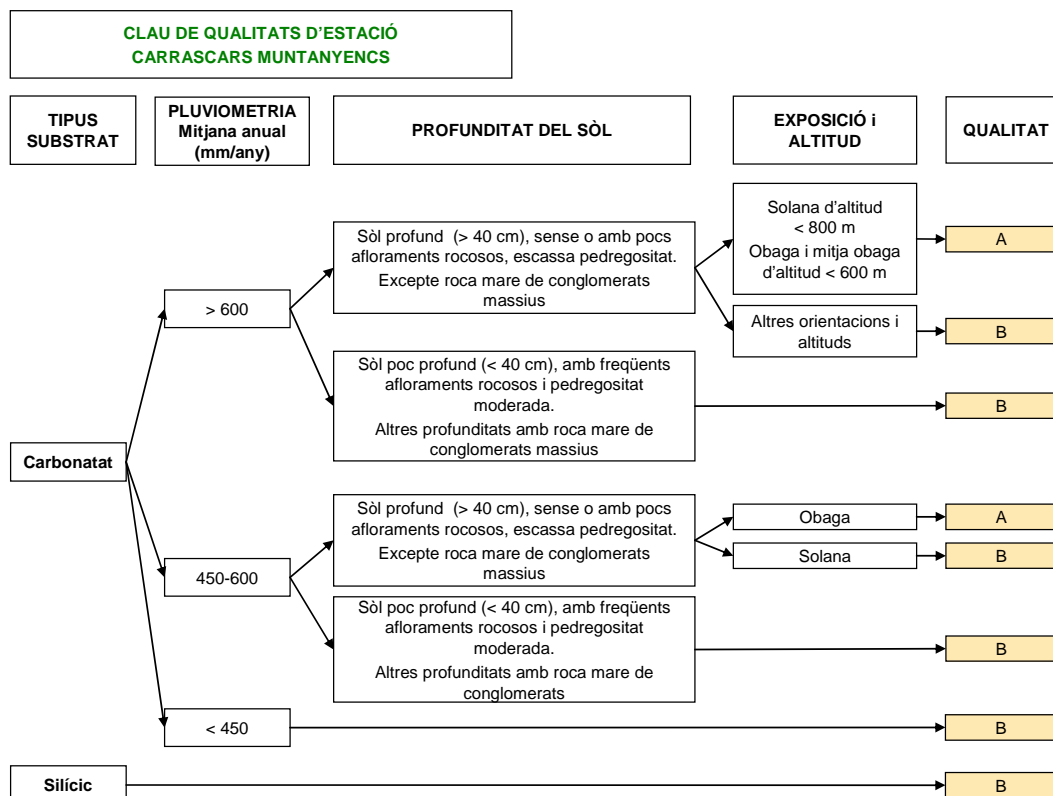 CLAU DE QUALITATS D'ESTACIÓ
CARRASCARS MUNTANYENCS
TIPUS
SUBSTRAT
PLUVIOMETRIA
Mitjana anual
(mm/any)
PROFUNDITAT DEL SÒL
EXPOSICIÓ i
ALTITUD
QUALITAT
Sòl profund (> 40 cm), sense o amb pocs
afloraments rocosos, escassa pedregositat.
Excepte roca mare de conglomerats
massius
Solana d'altitud
< 800 m
Obaga i mitja obaga
d'altitud < 600 m
A
> 600
Altres orientacions i
altituds
B
Sòl poc profund (< 40 cm), amb freqüents
afloraments rocosos i pedregositat
moderada.
Altres profunditats amb roca mare de
conglomerats massius
B
Carbonatat
Sòl profund (> 40 cm), sense o amb pocs
afloraments rocosos, escassa pedregositat.
Excepte roca mare de conglomerats
massius
Obaga
A
Solana
B
450-600
Sòl poc profund (< 40 cm), amb freqüents
afloraments rocosos i pedregositat
moderada.
Altres profunditats amb roca mare de
conglomerats
B
< 450
B
Silícic
B